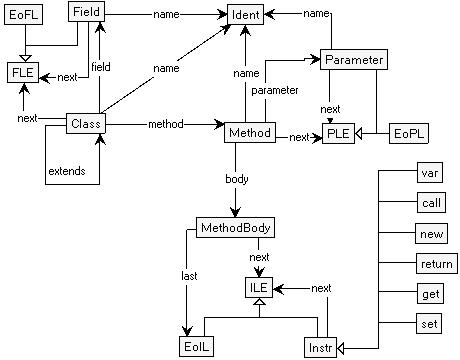 EoFL Field name Ident name
FLE next field name name parameter Parameter
next
next Class method Method next PLE EoPL
extends
body var
MethodBody call
last next new
ILE next return
EoIL Instr get
set